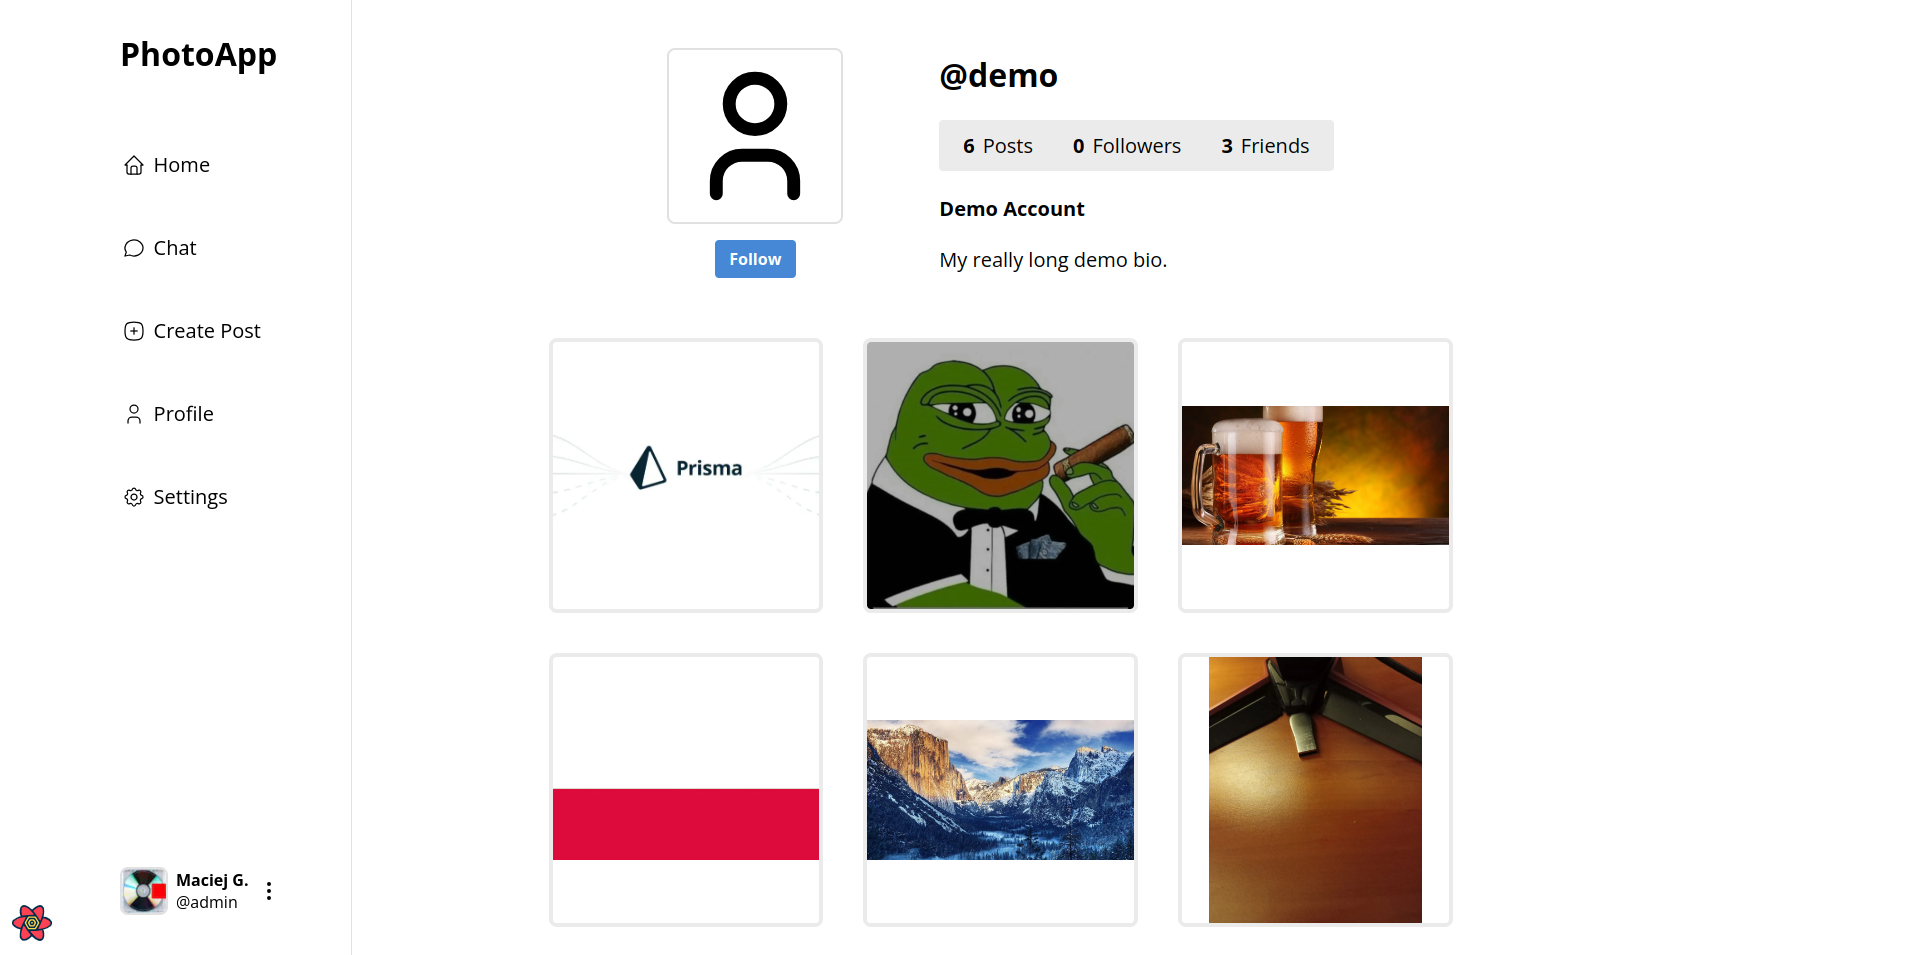 PhotoApp
Home
Chat
Create Post
Profile
Settings
Maciej G.
@admin
Follow
@demo
6 Posts 0 Followers 3 Friends
Demo Account
My really long demo bio.
Prisma